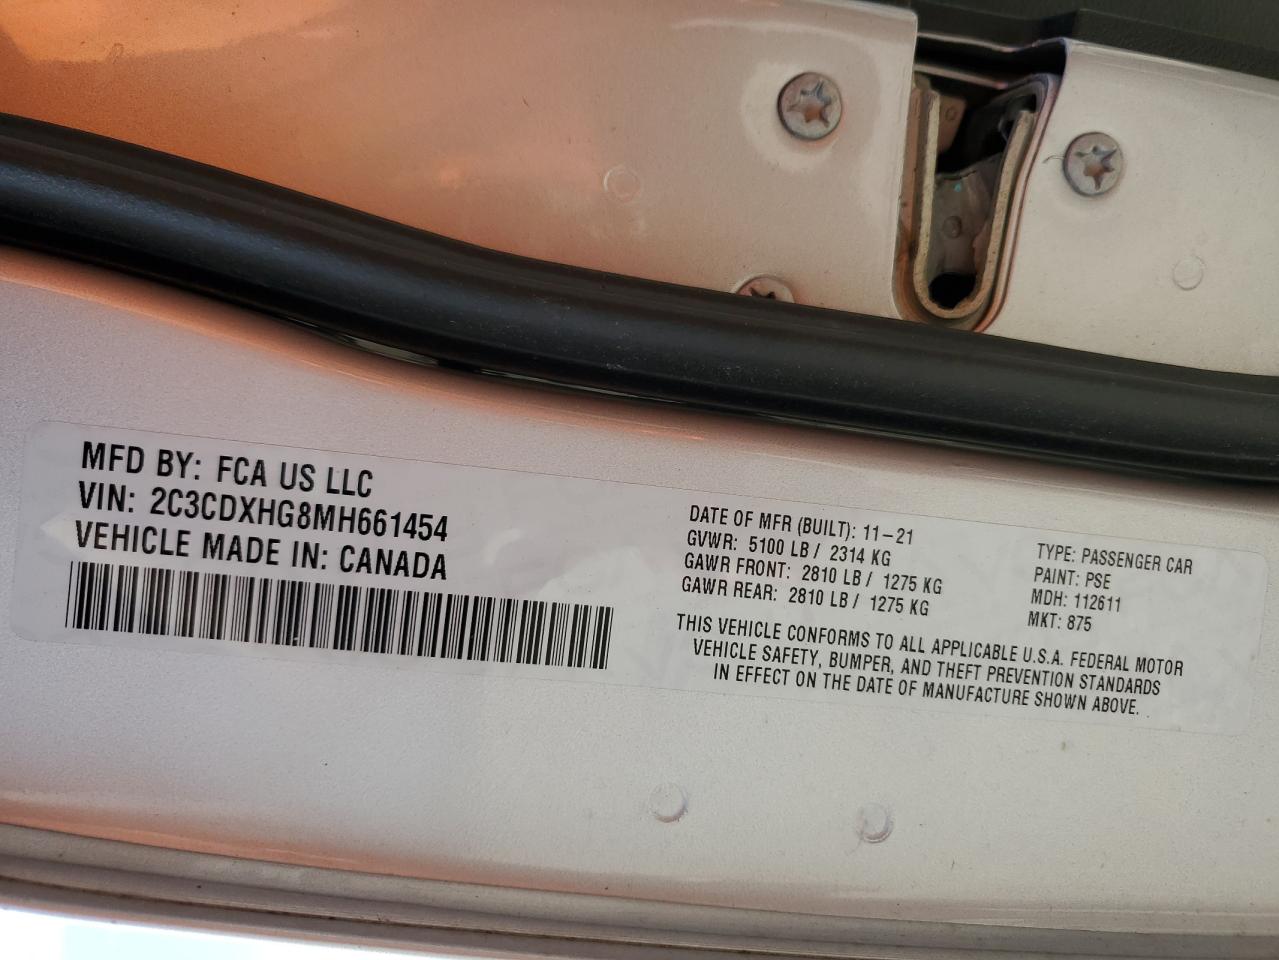 MFD BY: FCA US LLC
VIN: 2C3CDXHG8MH661454
VEHICLE MADE IN: CANADA
DATE OF MFR (BUILT): 11-21
GVWR: 5100 LB / 2314 KG
GAWR FRONT: 2810 LB / 1275 KG
GAWR REAR: 2810 LB / 1275 KG
TYPE: PASSENGER CAR
PAINT: PSE
MDH: 112611
MKT: 875
THIS VEHICLE CONFORMS TO ALL APPLICABLE U.S.A. FEDERAL MOTOR
VEHICLE SAFETY, BUMPER, AND THEFT PREVENTION STANDARDS
IN EFFECT ON THE DATE OF MANUFACTURE SHOWN ABOVE.